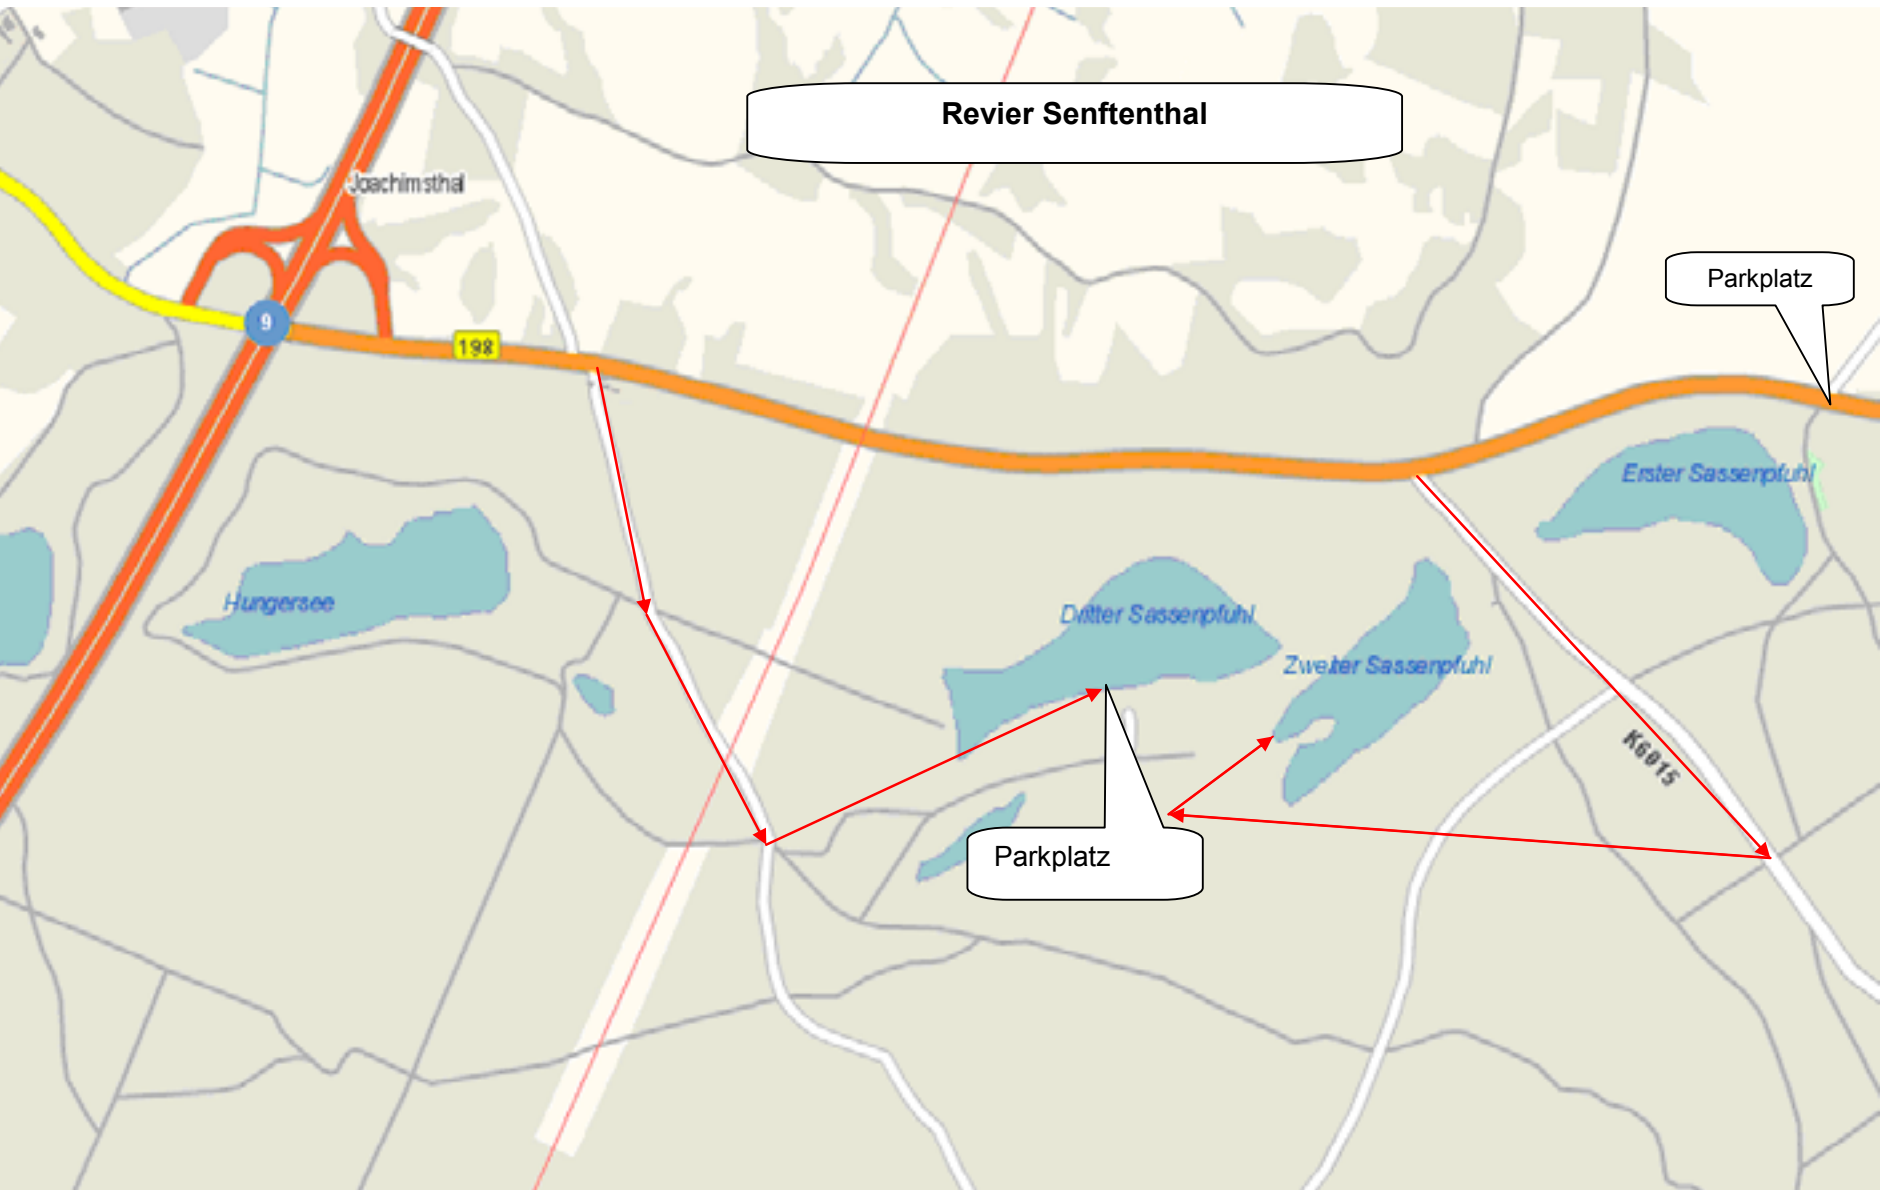 Revier Senftenthal
Joachimsthal
Parkplatz
9
198
Erster Sassenpfuhl
Hungersee
Dritter Sassenpfuhl
Zweiter Sassenpfuhl
K6015
Parkplatz